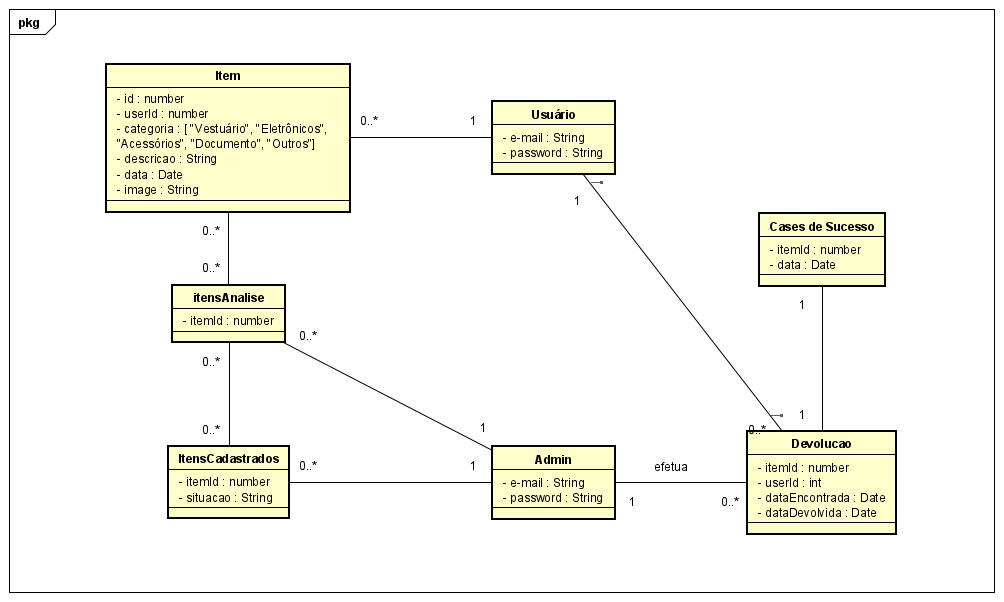 pkg
Item
- id : number
- userId : number
- categoria : ["Vestuário", "Eletrônicos",
"Acessórios", "Documento", "Outros"]
- descricao : String
- data : Date
- image : String
0..*
1
Usuário
- e-mail : String
- password : String
1
Cases de Sucesso
- itemId : number
- data : Date
1
0..*
0..*
itensAnalise
- itemId : number
0..*
0..*
0..*
1
ItensCadastrados
- itemId : number
- situacao : String
0..*
1
Admin
- e-mail : String
- password : String
efetua
1
0..*
1
0..*
Devolucao
- itemId : number
- userId : int
- dataEncontrada : Date
- dataDevolvida : Date